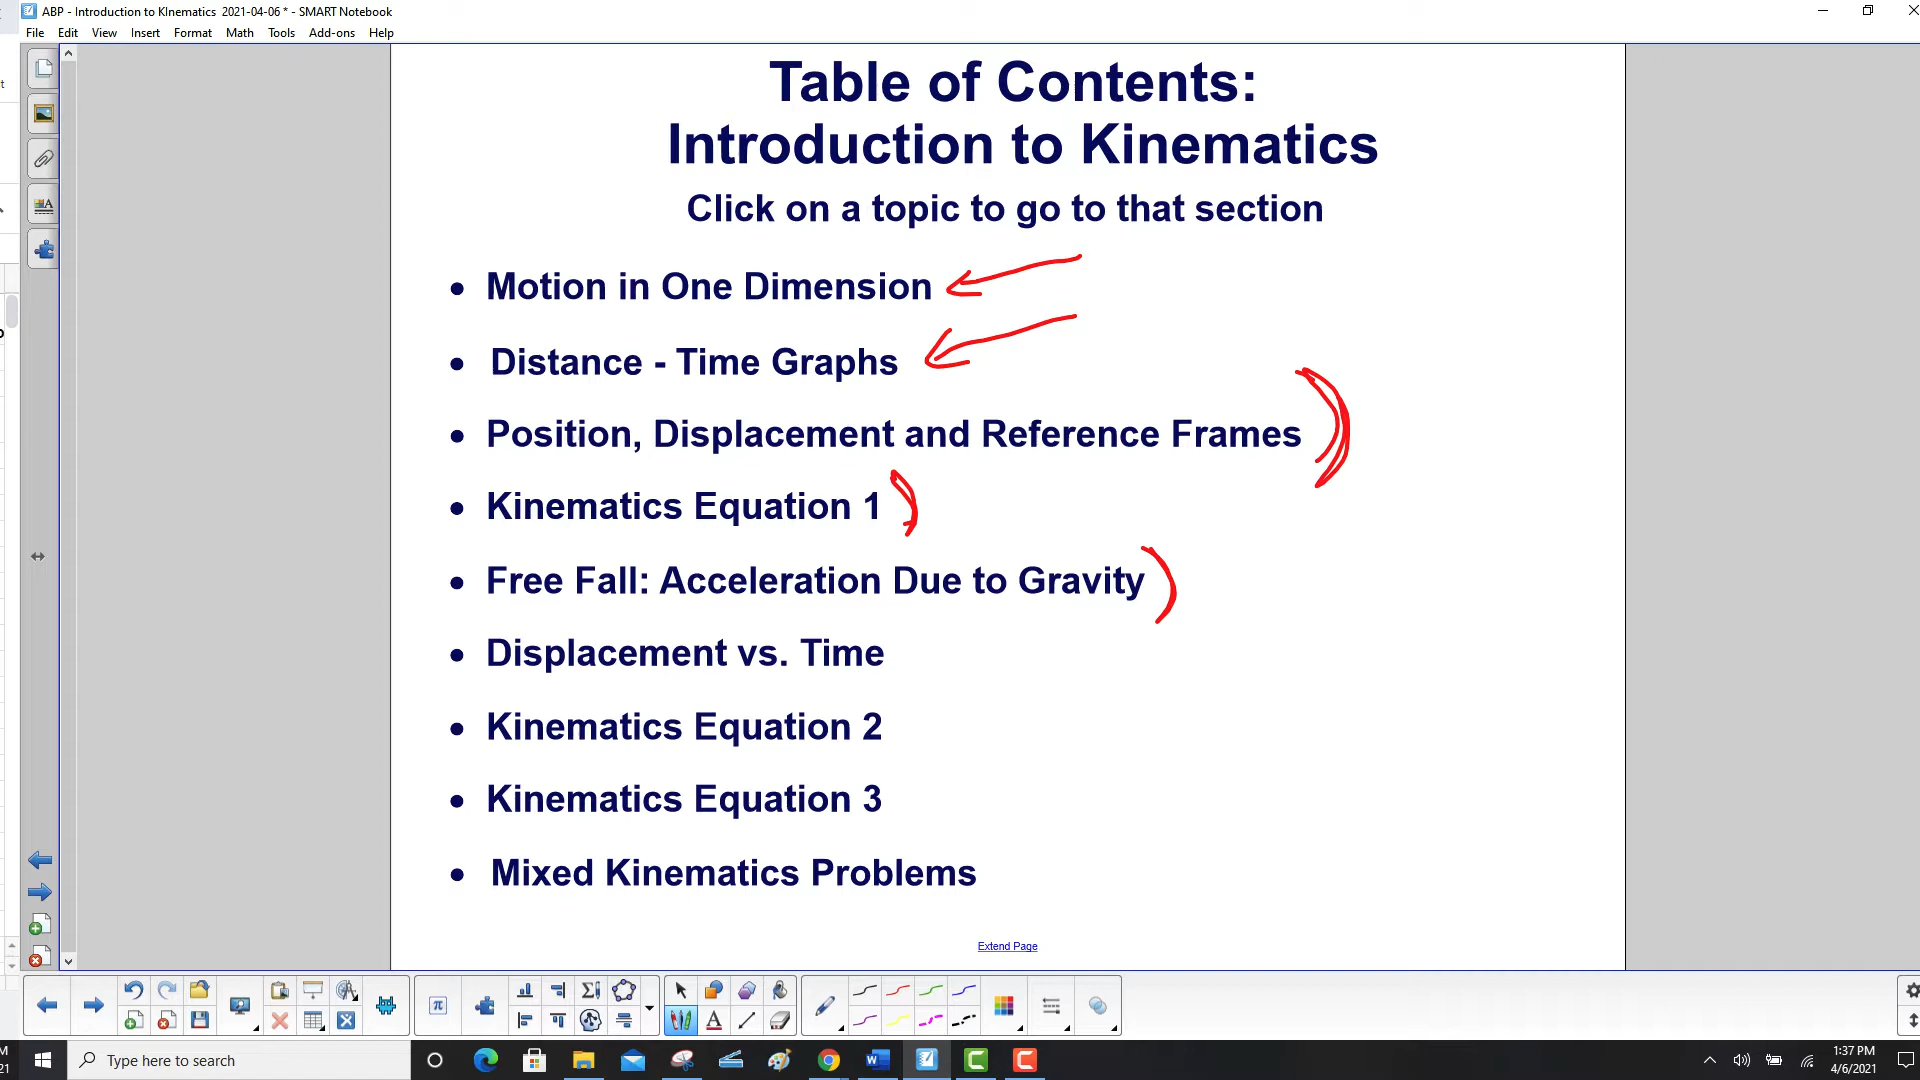 ABP - Introduction to KInematics  2021-04-06 * - SMART Notebook
File Edit View Insert Format Math Tools Add-ons Help
Table of Contents:
Introduction to Kinematics
Click on a topic to go to that section
• Motion in One Dimension
• Distance - Time Graphs
• Position, Displacement and Reference Frames
• Kinematics Equation 1
• Free Fall: Acceleration Due to Gravity
• Displacement vs. Time
• Kinematics Equation 2
• Kinematics Equation 3
• Mixed Kinematics Problems
Extend Page
Type here to search
1:37 PM
4/6/2021